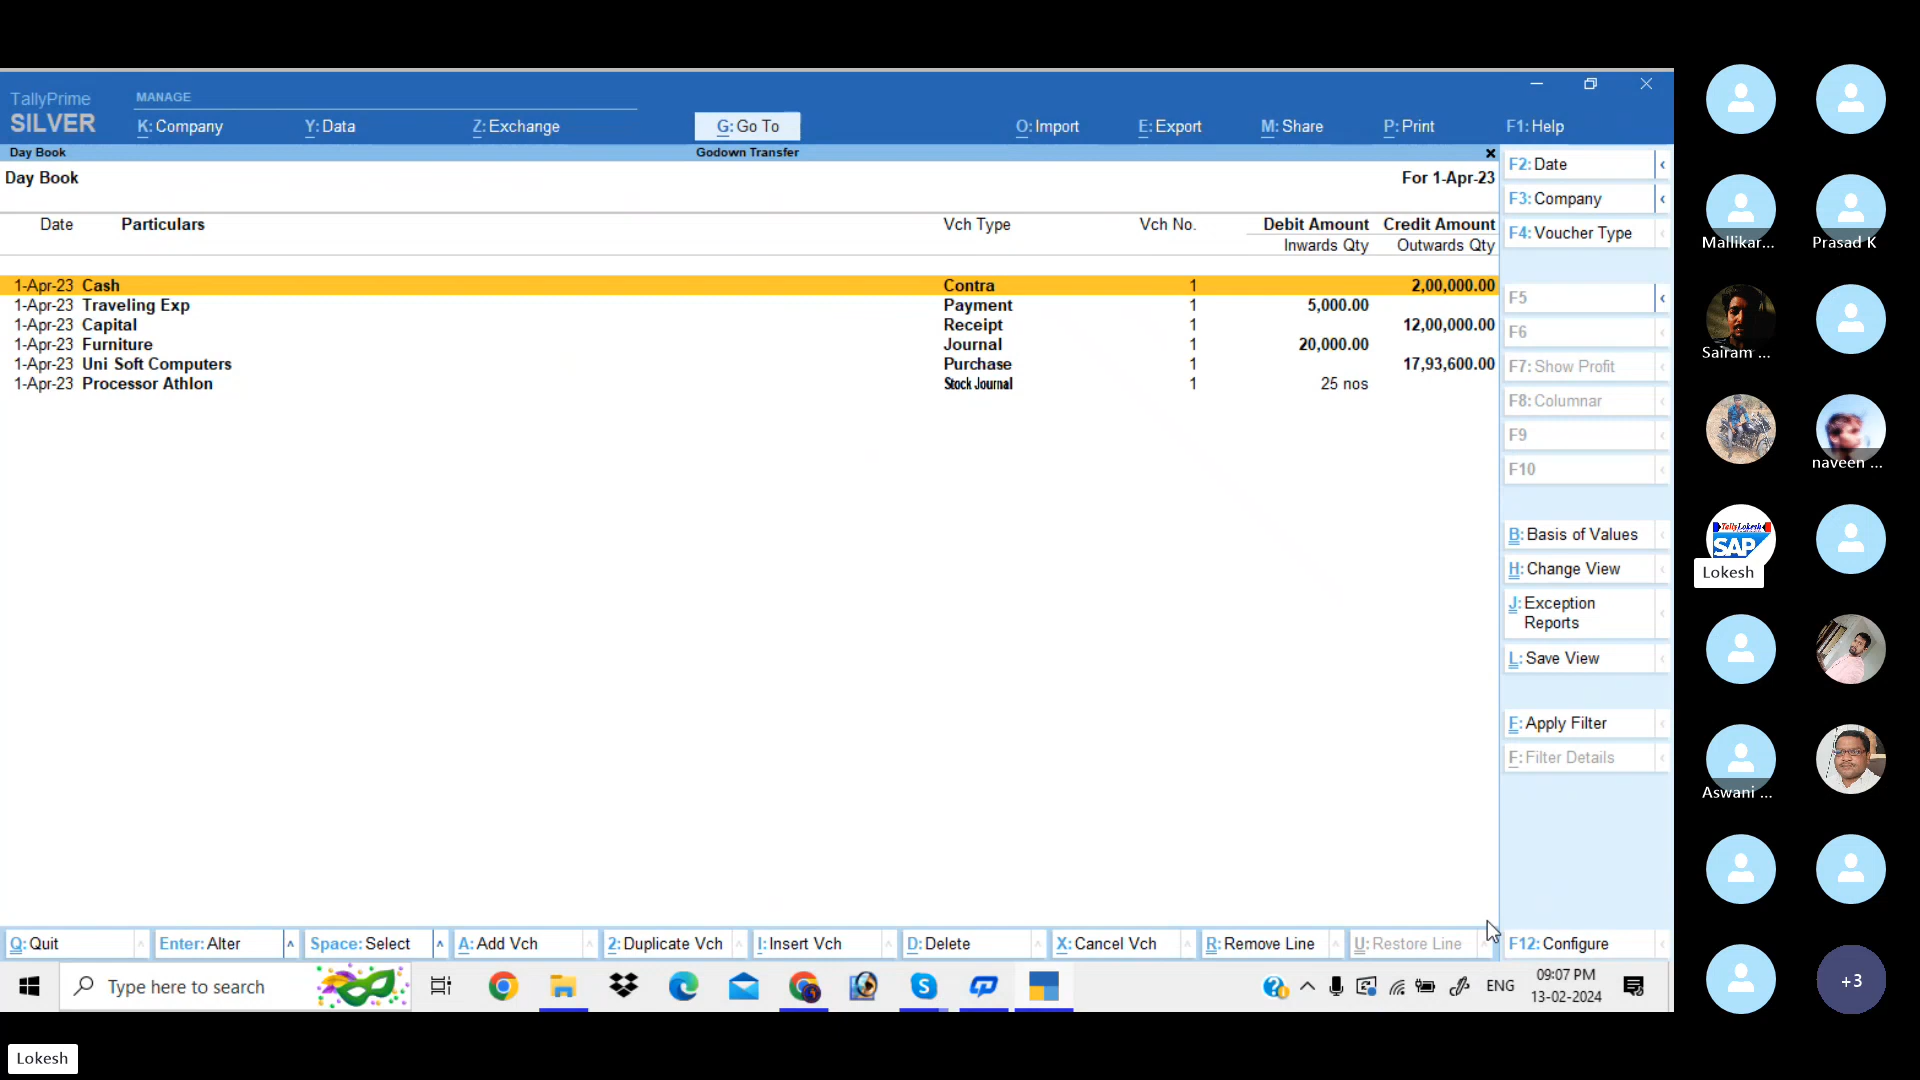 TallyPrime
SILVER
MANAGE
K: Company
Y: Data
Z: Exchange
G: Go To
O: Import
E: Export
M: Share
P: Print
F1: Help
Day Book
Godown Transfer
Day Book
For 1-Apr-23
Date Particulars Vch Type Vch No. Debit Amount Credit Amount
Inwards Qty Outwards Qty
1-Apr-23 Cash Contra 1 2,00,000.00
1-Apr-23 Traveling Exp Payment 1 5,000.00
1-Apr-23 Capital Receipt 1 12,00,000.00
1-Apr-23 Furniture Journal 1 20,000.00
1-Apr-23 Uni Soft Computers Purchase 1 17,93,600.00
1-Apr-23 Processor Athlon Stock Journal 1 25 nos
F2: Date
F3: Company
F4: Voucher Type
F5
F6
F7: Show Profit
F8: Columnar
F9
F10
B: Basis of Values
H: Change View
J: Exception
Reports
L: Save View
F: Apply Filter
F: Filter Details
Q: Quit
Enter: Alter
Space: Select
A: Add Vch
2: Duplicate Vch
I: Insert Vch
D: Delete
X: Cancel Vch
R: Remove Line
U: Restore Line
F12: Configure
Type here to search
ENG
09:07 PM
13-02-2024
Mallikar...
Prasad K
Sairam ...
naveen ...
TallyLokesh
SAP
Lokesh
Aswani ...
+3
Lokesh